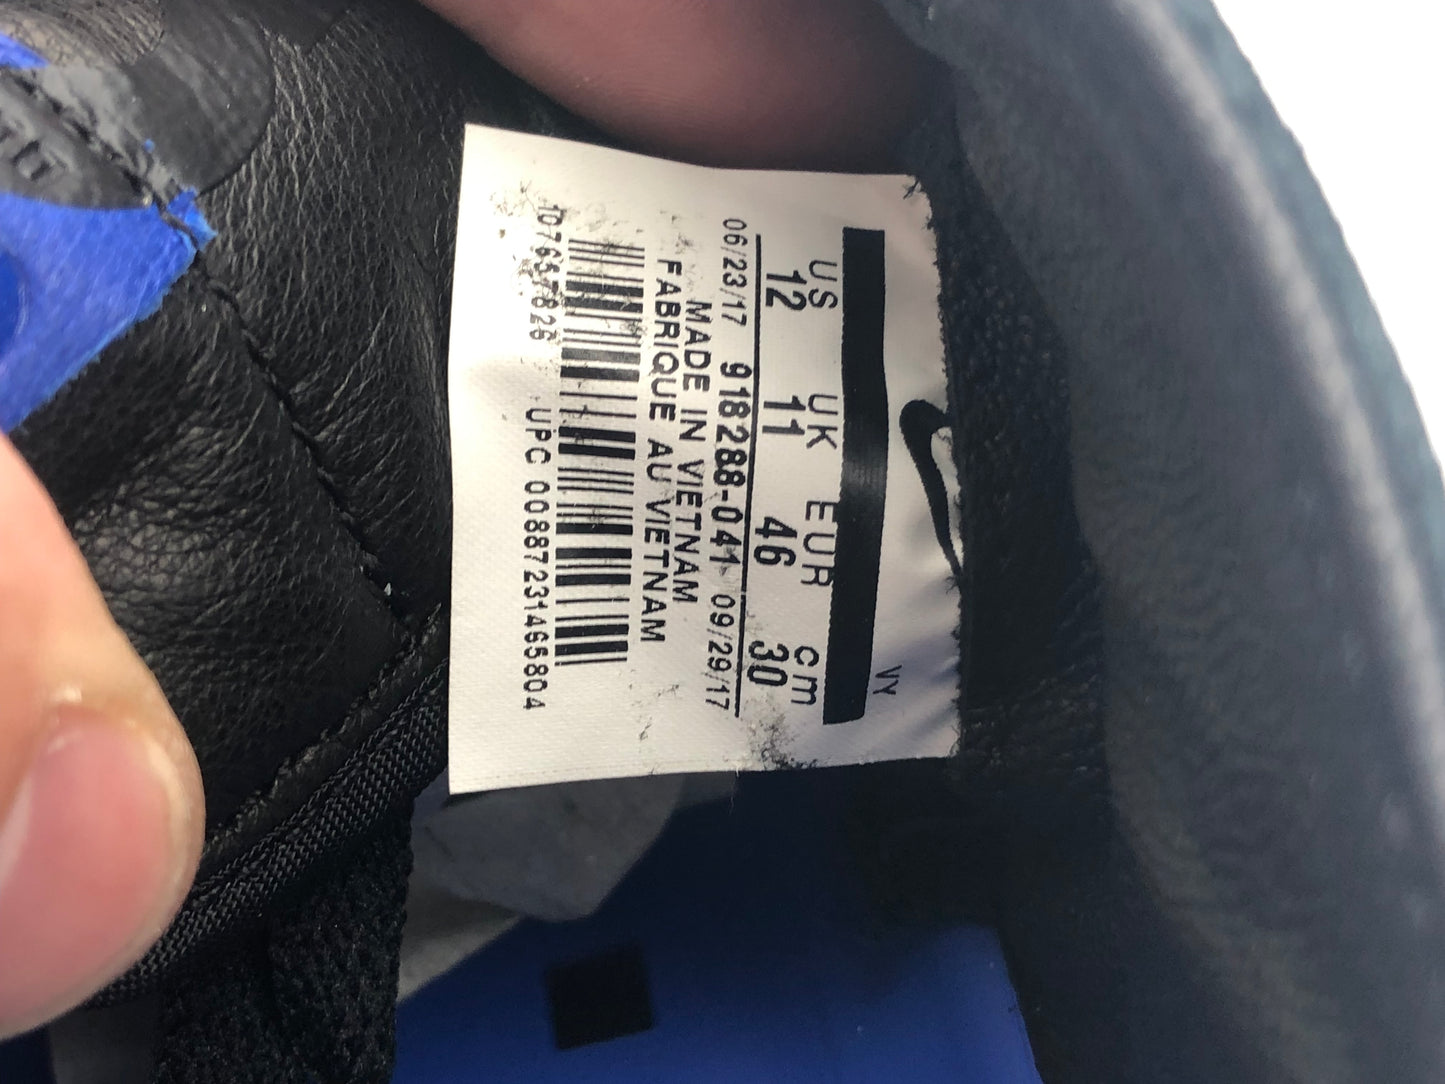 VY
US UK EUR cm
12 11 46 30
06/23/17 918288-041 09/29/17
MADE IN VIETNAM
FABRIQUE AU VIETNAM
UPC 00887231465804